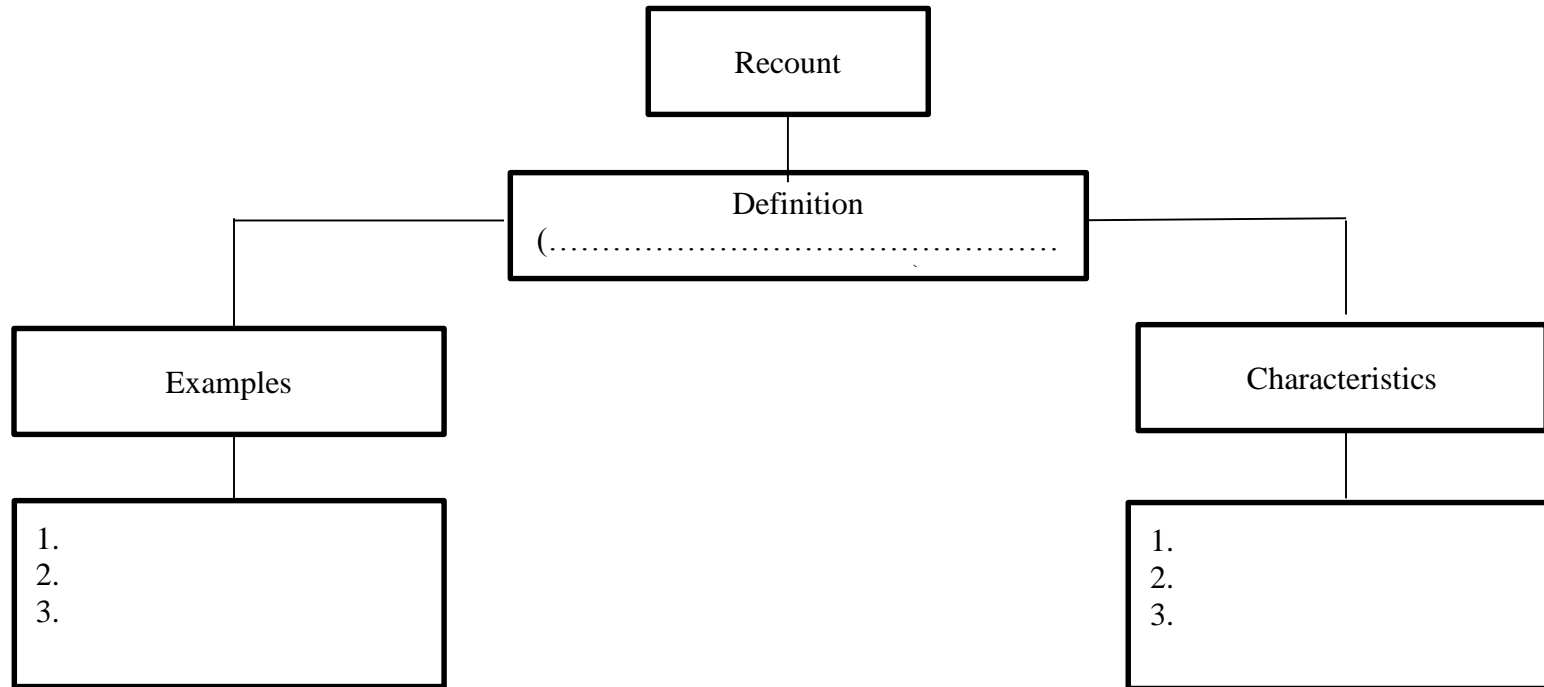 Recount
Definition
(……………………………………………
Examples
Characteristics
1.
2.
3.
1.
2.
3.